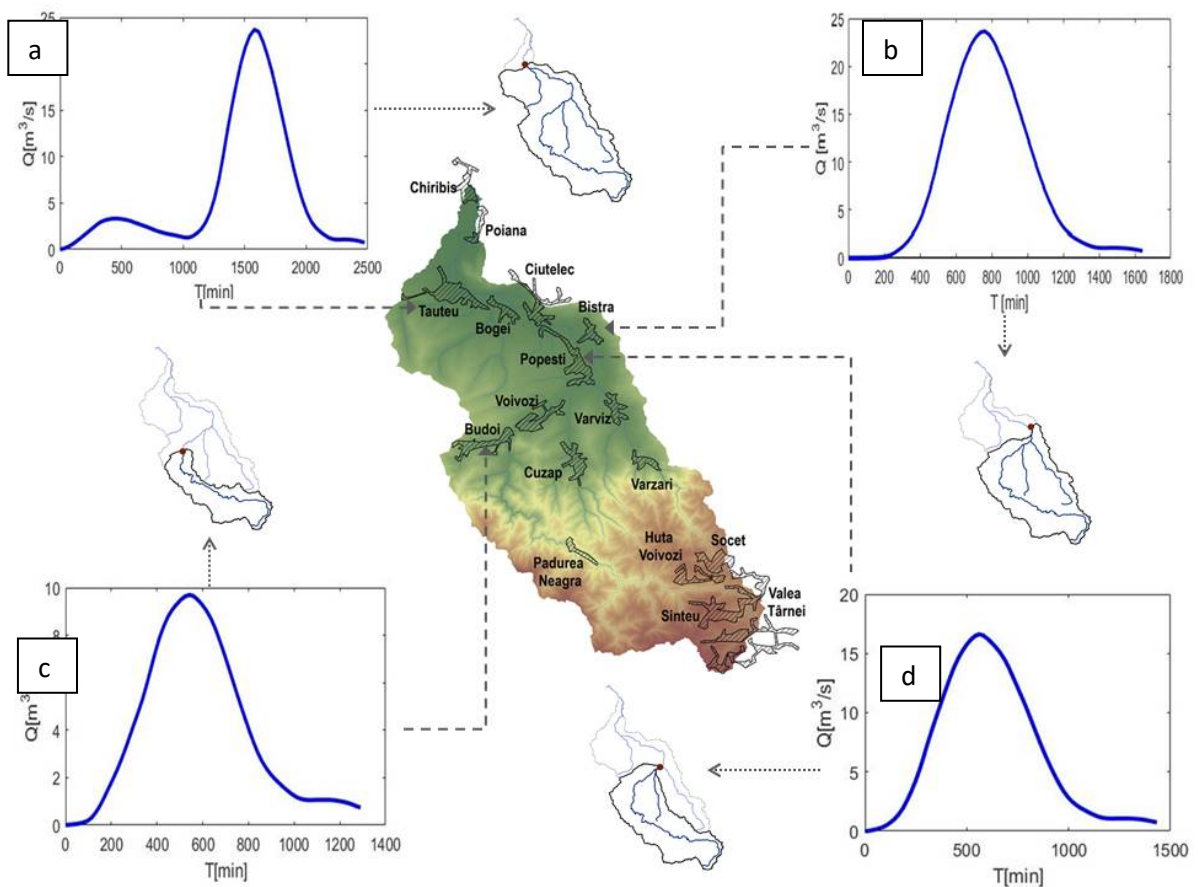 a
25
20
15
10
5
0
Q[m³/s]
0 500 1000 1500 2000 2500
T[min]
b
25
20
15
10
5
0
Q [m³/s]
0 200 400 600 800 1000 1200 1400 1600 1800
T [min]
Chiribis
Poiana
Ciutelec
Tauteu
Bogei
Bistra
Popesti
Voivozi
Varviz
Budoi
Cuzap
Varzari
Huta
Voivozi
Socet
Padurea
Neagra
Valea
Târnei
Sinteu
c
10
8
4
2
0
Q[m³
0 200 400 600 800 1000 1200 1400
T[min]
d
20
15
10
5
0
Q[m³/s]
0 500 1000 1500
T[min]